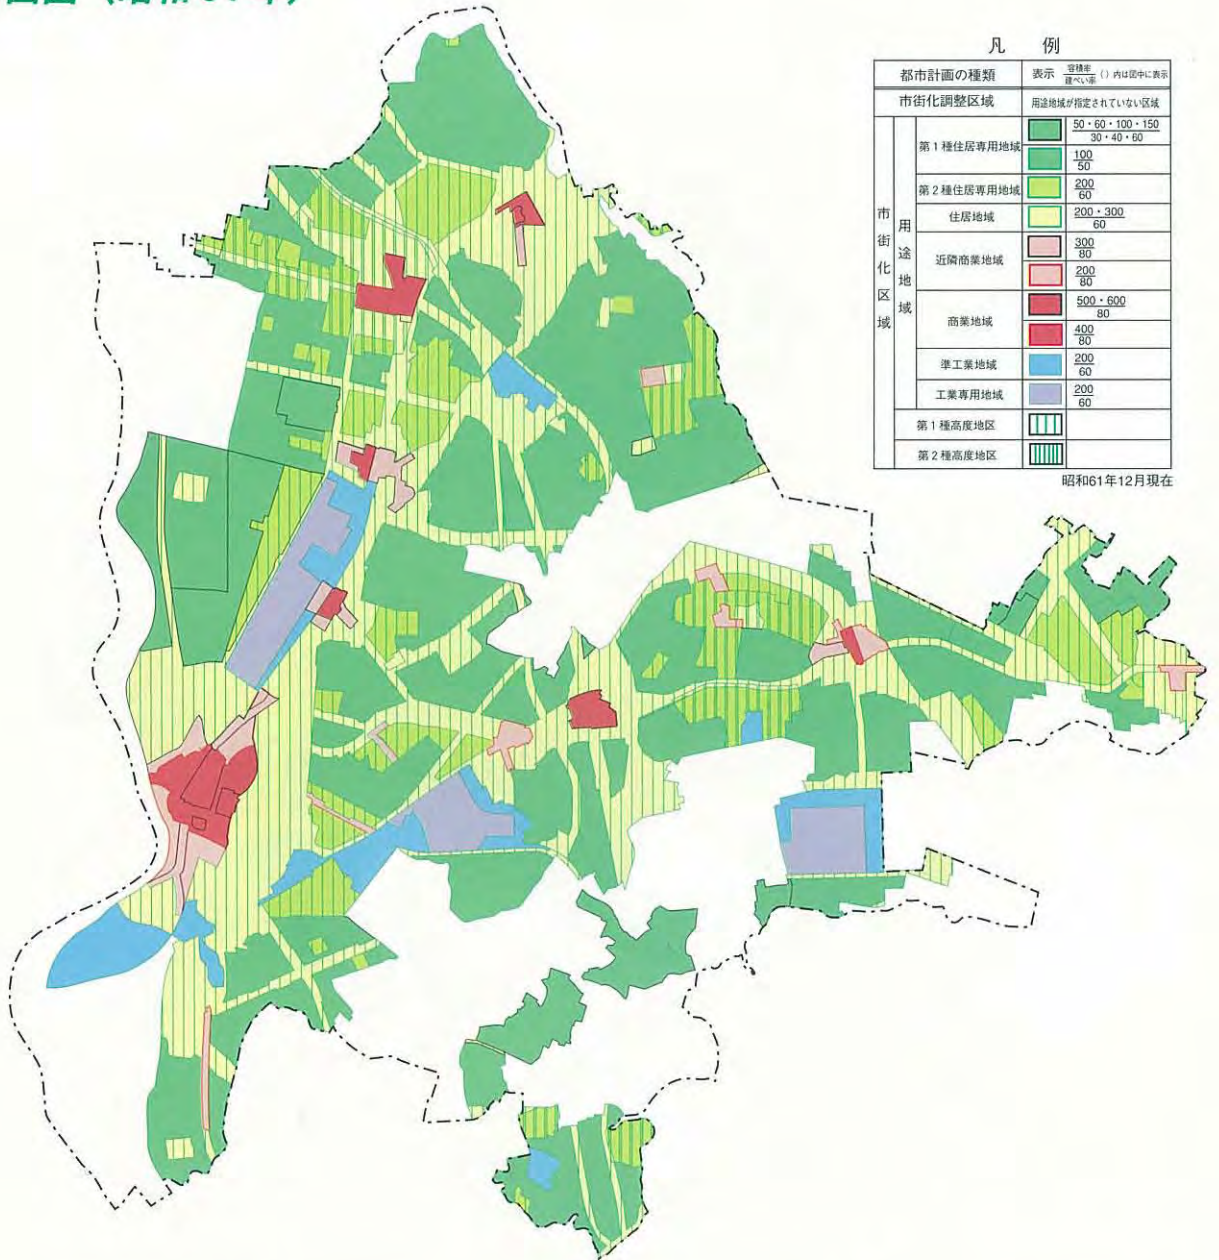 凡　例
都市計画の種類 表示 容積率 建ぺい率 ( ) 内は図中に表示
市街化調整区域 用途地域が指定されていない区域
市街化区域
用途地域
第1種住居専用地域 50・60・100・150
30・40・60
100
50
第2種住居専用地域 200
60
住居地域 200・300
60
近隣商業地域 300
80
200
80
商業地域 500・600
80
400
80
準工業地域 200
60
工業専用地域 200
60
第1種高度地区
第2種高度地区
昭和61年12月現在